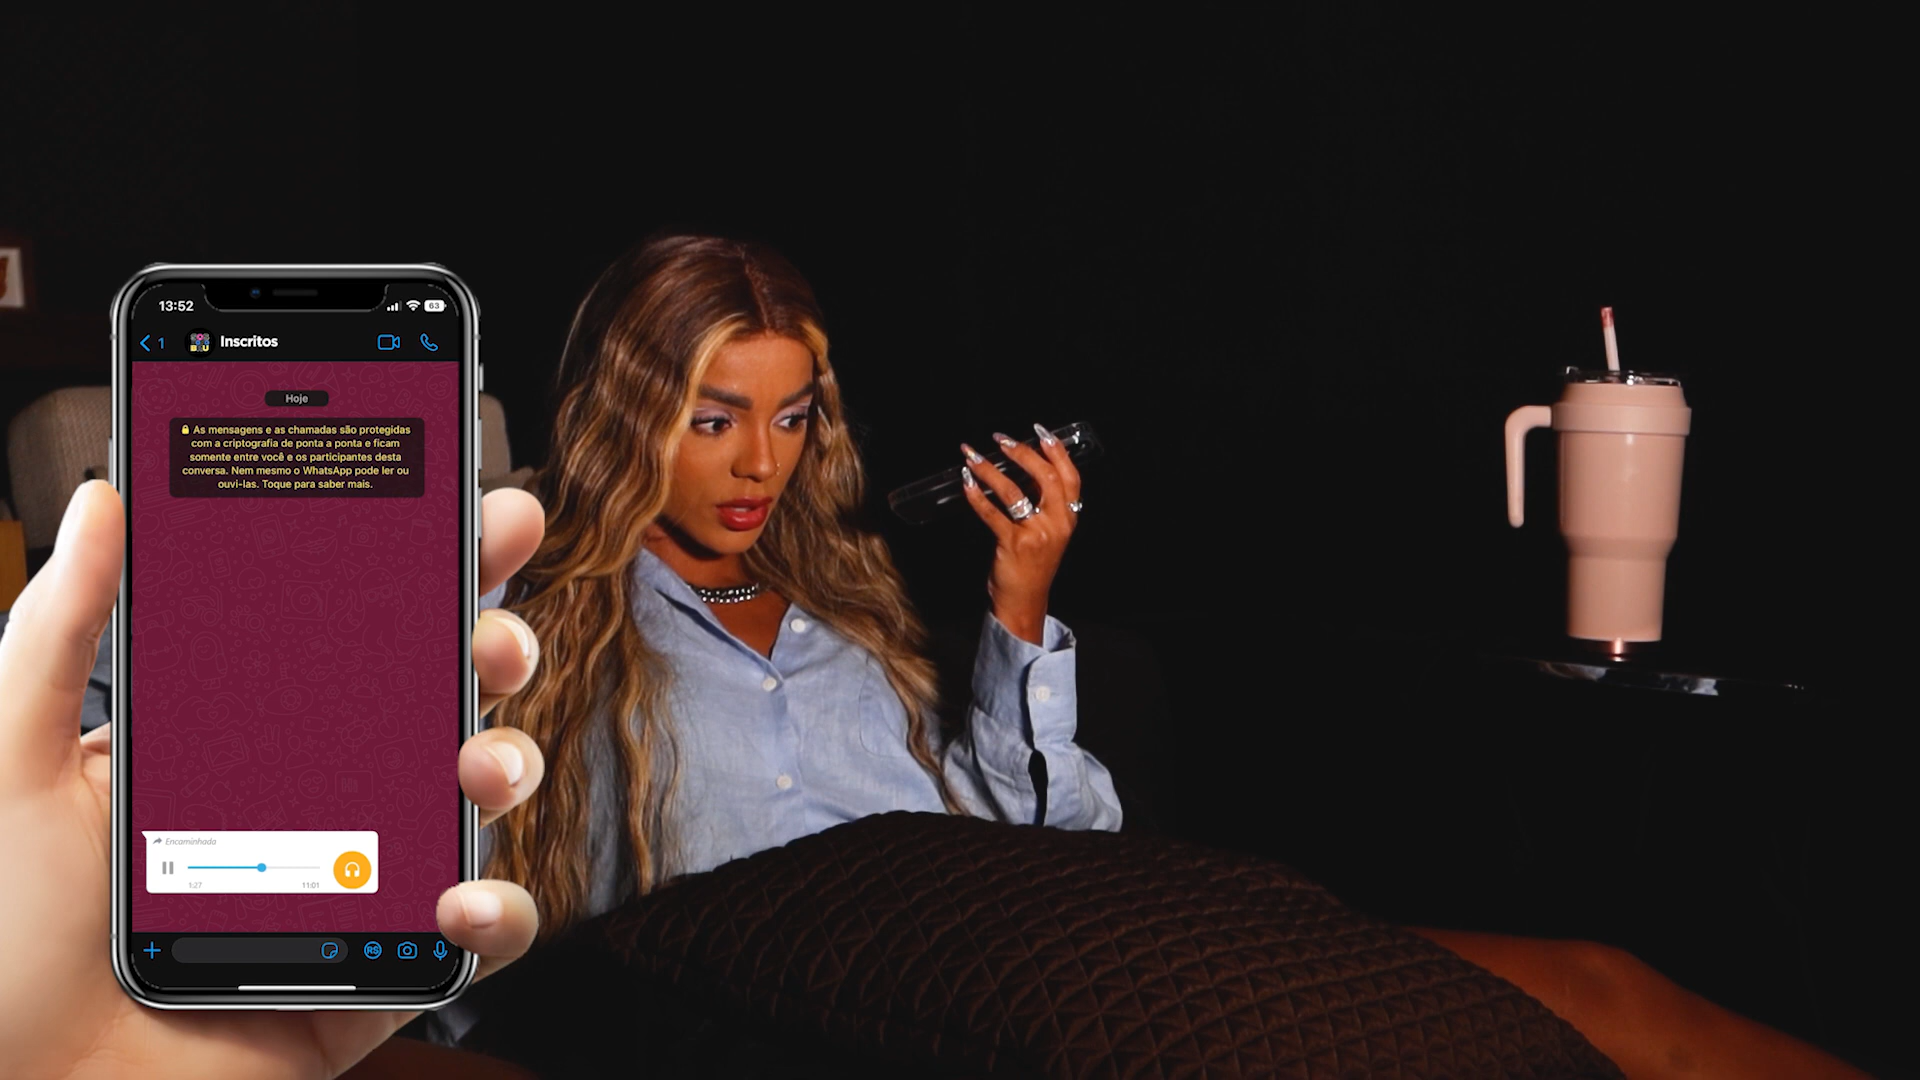 13:52
63
1
Inscritos
Hoje
As mensagens e as chamadas são protegidas
com a criptografia de ponta a ponta e ficam
somente entre você e os participantes desta
conversa. Nem mesmo o WhatsApp pode ler ou
ouvi-las. Toque para saber mais.
Encaminhada
1:27
11:01
RS